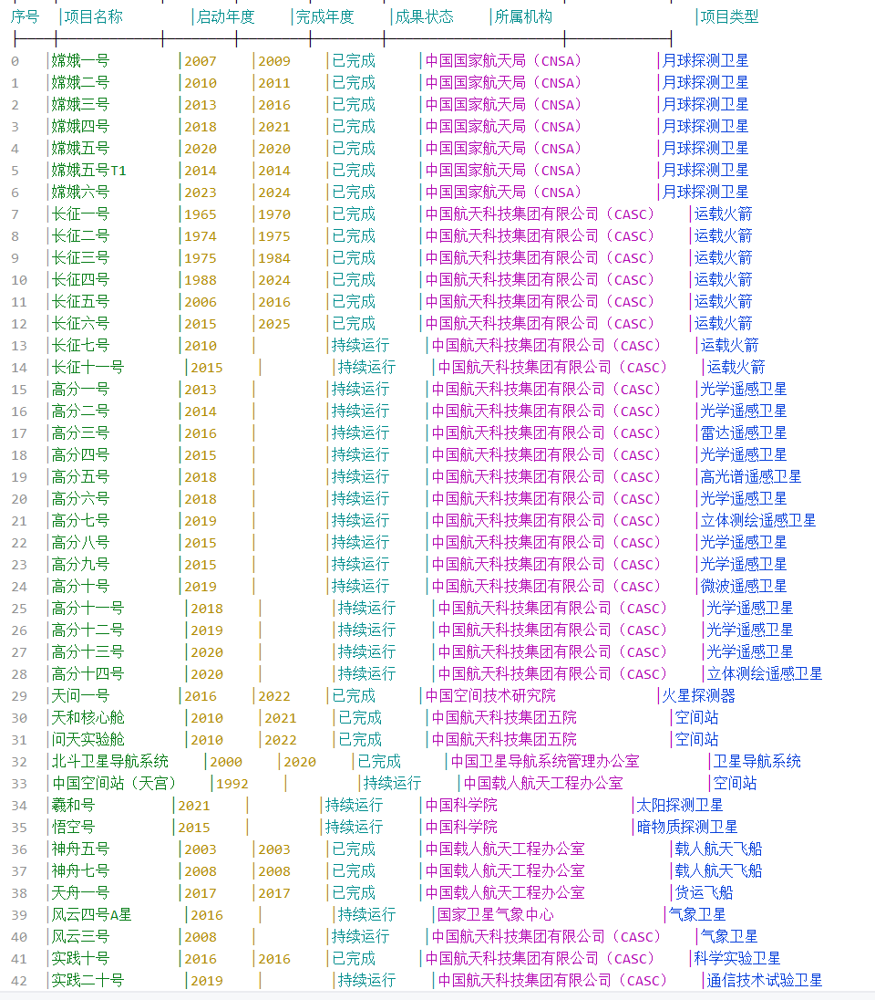 序号 |项目名称 |启动年度 |完成年度 |成果状态 |所属机构 |项目类型
0 |嫦娥一号 |2007 |2009 |已完成 |中国国家航天局（CNSA） |月球探测卫星
1 |嫦娥二号 |2010 |2011 |已完成 |中国国家航天局（CNSA） |月球探测卫星
2 |嫦娥三号 |2013 |2016 |已完成 |中国国家航天局（CNSA） |月球探测卫星
3 |嫦娥四号 |2018 |2021 |已完成 |中国国家航天局（CNSA） |月球探测卫星
4 |嫦娥五号 |2020 |2020 |已完成 |中国国家航天局（CNSA） |月球探测卫星
5 |嫦娥五号T1 |2014 |2014 |已完成 |中国国家航天局（CNSA） |月球探测卫星
6 |嫦娥六号 |2023 |2024 |已完成 |中国国家航天局（CNSA） |月球探测卫星
7 |长征一号 |1965 |1970 |已完成 |中国航天科技集团有限公司（CASC） |运载火箭
8 |长征二号 |1974 |1975 |已完成 |中国航天科技集团有限公司（CASC） |运载火箭
9 |长征三号 |1975 |1984 |已完成 |中国航天科技集团有限公司（CASC） |运载火箭
10 |长征四号 |1988 |2024 |已完成 |中国航天科技集团有限公司（CASC） |运载火箭
11 |长征五号 |2006 |2016 |已完成 |中国航天科技集团有限公司（CASC） |运载火箭
12 |长征六号 |2015 |2025 |已完成 |中国航天科技集团有限公司（CASC） |运载火箭
13 |长征七号 |2010 | |持续运行 |中国航天科技集团有限公司（CASC） |运载火箭
14 |长征十一号 |2015 | |持续运行 |中国航天科技集团有限公司（CASC） |运载火箭
15 |高分一号 |2013 | |持续运行 |中国航天科技集团有限公司（CASC） |光学遥感卫星
16 |高分二号 |2014 | |持续运行 |中国航天科技集团有限公司（CASC） |光学遥感卫星
17 |高分三号 |2016 | |持续运行 |中国航天科技集团有限公司（CASC） |雷达遥感卫星
18 |高分四号 |2015 | |持续运行 |中国航天科技集团有限公司（CASC） |光学遥感卫星
19 |高分五号 |2018 | |持续运行 |中国航天科技集团有限公司（CASC） |高光谱遥感卫星
20 |高分六号 |2018 | |持续运行 |中国航天科技集团有限公司（CASC） |光学遥感卫星
21 |高分七号 |2019 | |持续运行 |中国航天科技集团有限公司（CASC） |立体测绘遥感卫星
22 |高分八号 |2015 | |持续运行 |中国航天科技集团有限公司（CASC） |光学遥感卫星
23 |高分九号 |2015 | |持续运行 |中国航天科技集团有限公司（CASC） |光学遥感卫星
24 |高分十号 |2019 | |持续运行 |中国航天科技集团有限公司（CASC） |微波遥感卫星
25 |高分十一号 |2018 | |持续运行 |中国航天科技集团有限公司（CASC） |光学遥感卫星
26 |高分十二号 |2019 | |持续运行 |中国航天科技集团有限公司（CASC） |光学遥感卫星
27 |高分十三号 |2020 | |持续运行 |中国航天科技集团有限公司（CASC） |光学遥感卫星
28 |高分十四号 |2020 | |持续运行 |中国航天科技集团有限公司（CASC） |立体测绘遥感卫星
29 |天问一号 |2016 |2022 |已完成 |中国空间技术研究院 |火星探测器
30 |天和核心舱 |2010 |2021 |已完成 |中国航天科技集团五院 |空间站
31 |问天实验舱 |2010 |2022 |已完成 |中国航天科技集团五院 |空间站
32 |北斗卫星导航系统 |2000 |2020 |已完成 |中国卫星导航系统管理办公室 |卫星导航系统
33 |中国空间站（天宫） |1992 | |持续运行 |中国载人航天工程办公室 |空间站
34 |羲和号 |2021 | |持续运行 |中国科学院 |太阳探测卫星
35 |悟空号 |2015 | |持续运行 |中国科学院 |暗物质探测卫星
36 |神舟五号 |2003 |2003 |已完成 |中国载人航天工程办公室 |载人航天飞船
37 |神舟七号 |2008 |2008 |已完成 |中国载人航天工程办公室 |载人航天飞船
38 |天舟一号 |2017 |2017 |已完成 |中国载人航天工程办公室 |货运飞船
39 |风云四号A星 |2016 | |持续运行 |国家卫星气象中心 |气象卫星
40 |风云三号 |2008 | |持续运行 |中国航天科技集团有限公司（CASC） |气象卫星
41 |实践十号 |2016 |2016 |已完成 |中国航天科技集团有限公司（CASC） |科学实验卫星
42 |实践二十号 |2019 | |持续运行 |中国航天科技集团有限公司（CASC） |通信技术试验卫星